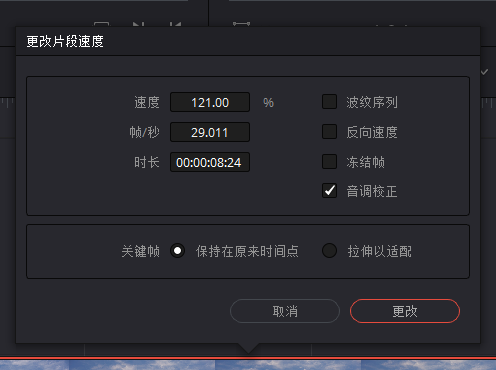 更改片段速度
速度 121.00 %
波纹序列
帧/秒 29.011
反向速度
时长 00:00:08:24
冻结帧
音调校正
关键帧 保持在原来时间点 拉伸以适配
取消 更改